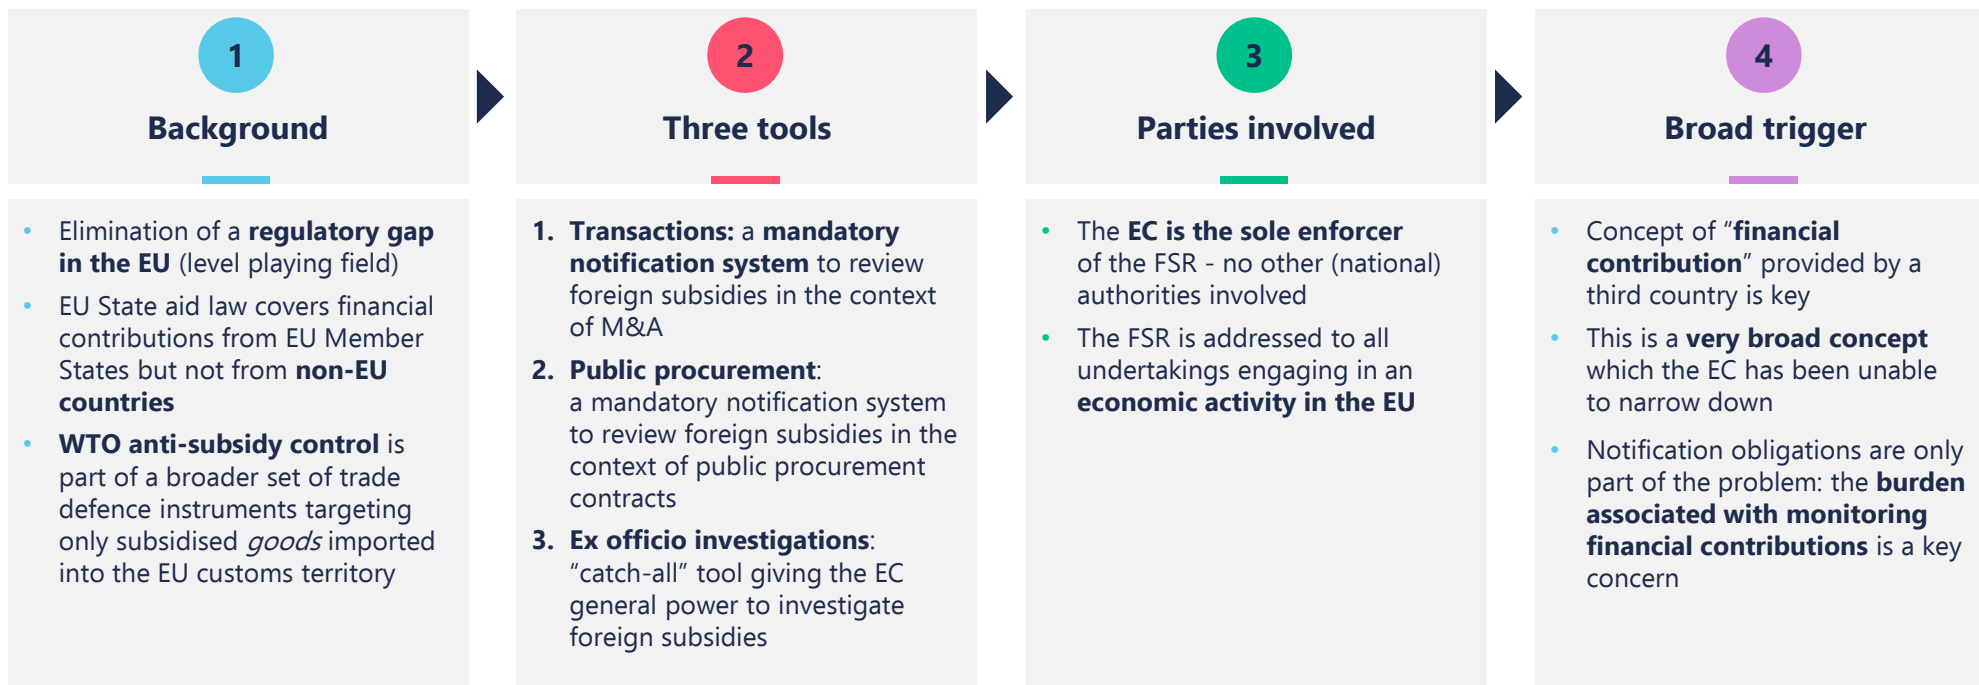 1
Background
• Elimination of a regulatory gap
in the EU (level playing field)
• EU State aid law covers financial
contributions from EU Member
States but not from non-EU
countries
• WTO anti-subsidy control is
part of a broader set of trade
defence instruments targeting
only subsidised goods imported
into the EU customs territory
2
Three tools
1. Transactions: a mandatory
notification system to review
foreign subsidies in the context
of M&A
2. Public procurement:
a mandatory notification system
to review foreign subsidies in the
context of public procurement
contracts
3. Ex officio investigations:
“catch-all” tool giving the EC
general power to investigate
foreign subsidies
3
Parties involved
• The EC is the sole enforcer
of the FSR - no other (national)
authorities involved
• The FSR is addressed to all
undertakings engaging in an
economic activity in the EU
4
Broad trigger
• Concept of “financial
contribution” provided by a
third country is key
• This is a very broad concept
which the EC has been unable
to narrow down
• Notification obligations are only
part of the problem: the burden
associated with monitoring
financial contributions is a key
concern